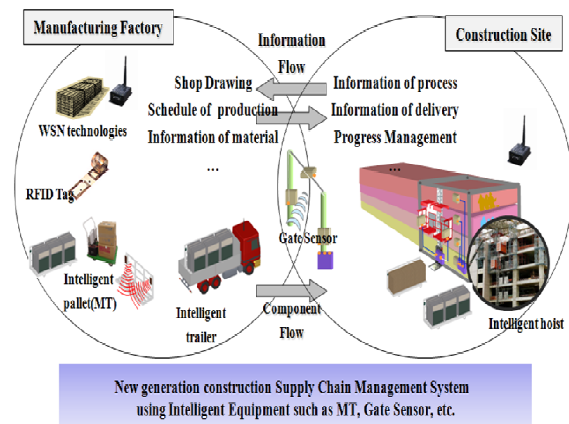 Manufacturing Factory
Construction Site
Information
Flow
Shop Drawing
Information of process
Schedule of production
Information of delivery
Information of material
Progress Management
...
...
WSN technologies
RFID Tag
Gate Sensor
Intelligent
pallet(MT)
Intelligent
trailer
Component
Flow
Intelligent hoist
New generation construction Supply Chain Management System
using Intelligent Equipment such as MT, Gate Sensor, etc.